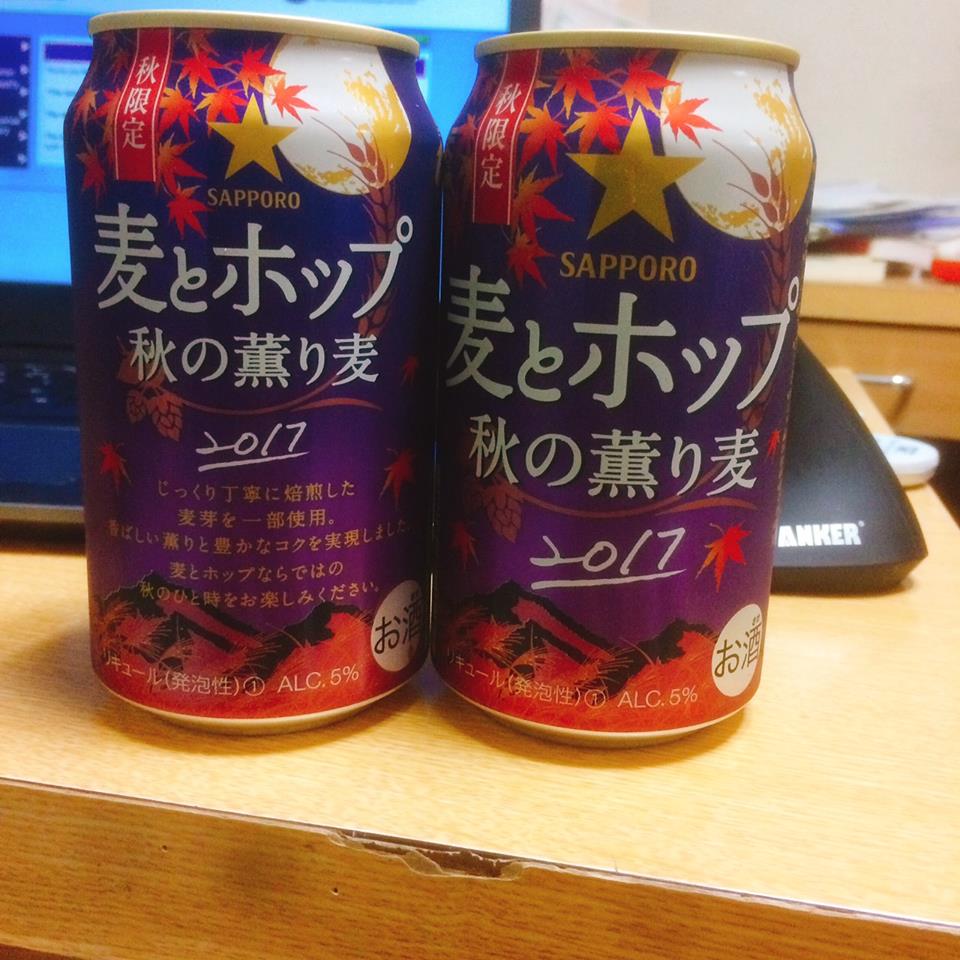 秋限定
SAPPORO
麦とホップ
秋の薫り麦
2017
じっくり丁寧に焙煎した
麦芽を一部使用。
香ばしい薫りと豊かなコクを実現しました。
麦とホップならではの
秋のひと時をお楽しみください。
お酒
リキュール(発泡性)① ALC.5%
秋限定
SAPPORO
麦とホップ
秋の薫り麦
2017
お酒
リキュール(発泡性)① ALC.5%
ANKER